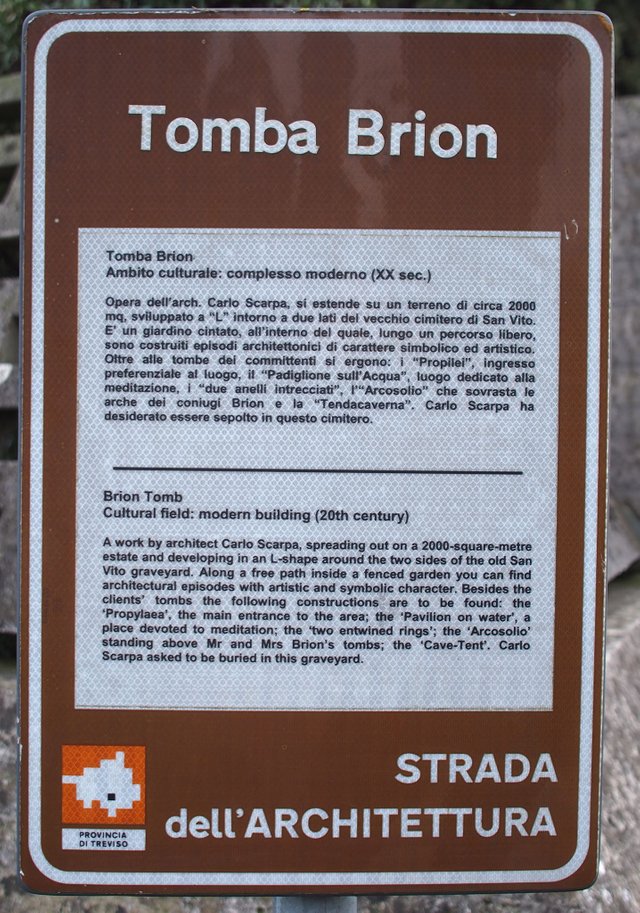 Tomba Brion
Tomba Brion
Ambito culturale: complesso moderno (XX sec.)
Opera dell'arch. Carlo Scarpa, si estende su un terreno di circa 2000
mq, sviluppato a “L” intorno a due lati del vecchio cimitero di San Vito.
E' un giardino cintato, all'interno del quale, lungo un percorso libero,
sono costruiti episodi architettonici di carattere simbolico ed artistico.
Oltre alle tombe dei committenti si ergono: i “Propilei”, ingresso
preferenziale al luogo, il “Padiglione sull'Acqua”, luogo dedicato alla
meditazione, i “due anelli intrecciati”, l'“Arcosolio” che sovrasta le
arche dei coniugi Brion e la “Tendacaverna”. Carlo Scarpa ha
desiderato essere sepolto in questo cimitero.
Brion Tomb
Cultural field: modern building (20th century)
A work by architect Carlo Scarpa, spreading out on a 2000-square-metre
estate and developing in an L-shape around the two sides of the old San
Vito graveyard. Along a free path inside a fenced garden you can find
architectural episodes with artistic and symbolic character. Besides the
clients' tombs the following constructions are to be found: the
‘Propylaea’, the main entrance to the area; the ‘Pavilion on water’, a
place devoted to meditation; the ‘two entwined rings’; the ‘Arcosolio’
standing above Mr and Mrs Brion's tombs; the ‘Cave-Tent’. Carlo
Scarpa asked to be buried in this graveyard.
PROVINCIA
DI TREVISO
STRADA
dell'ARCHITETTURA